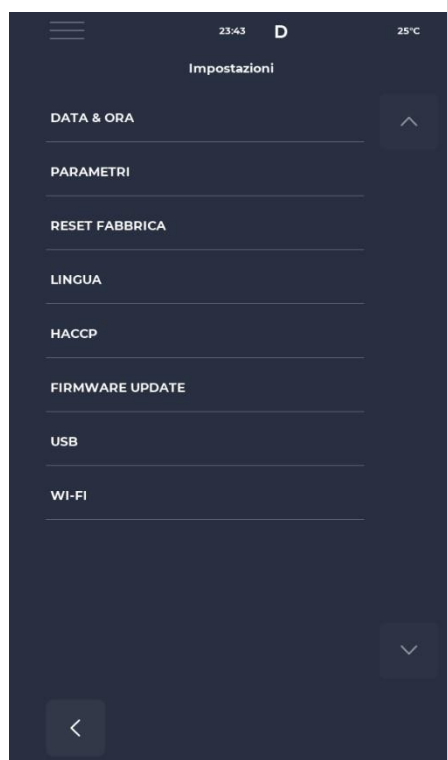 23:43 D 25°C
Impostazioni
DATA & ORA
PARAMETRI
RESET FABBRICA
LINGUA
HACCP
FIRMWARE UPDATE
USB
WI-FI